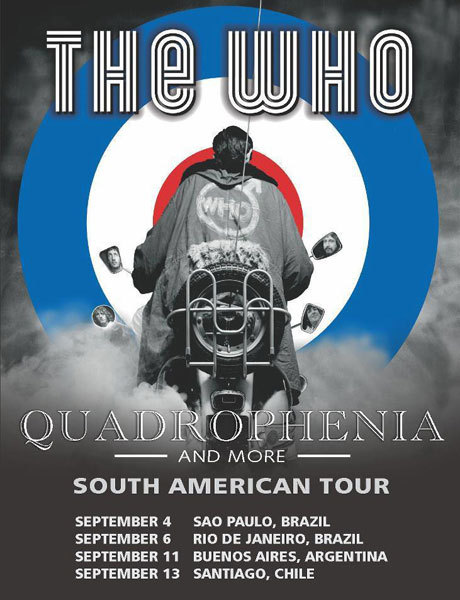 THE WHO
WHO
QUADROPHENIA
AND MORE
SOUTH AMERICAN TOUR
SEPTEMBER 4 SAO PAULO, BRAZIL
SEPTEMBER 6 RIO DE JANEIRO, BRAZIL
SEPTEMBER 11 BUENOS AIRES, ARGENTINA
SEPTEMBER 13 SANTIAGO, CHILE